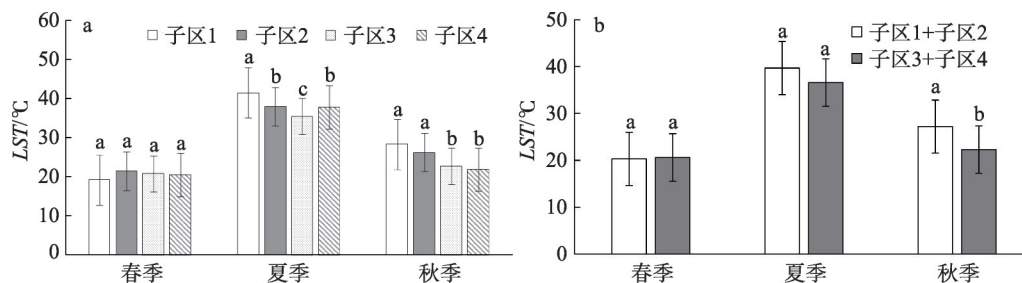 a
子区1 子区2 子区3 子区4
LST/℃
60
50
40
30
20
10
0
a a a a
a b c b
a a b b
春季 夏季 秋季
b
子区1+子区2
子区3+子区4
LST/℃
50
40
30
20
10
0
a a
a a
a b
春季 夏季 秋季